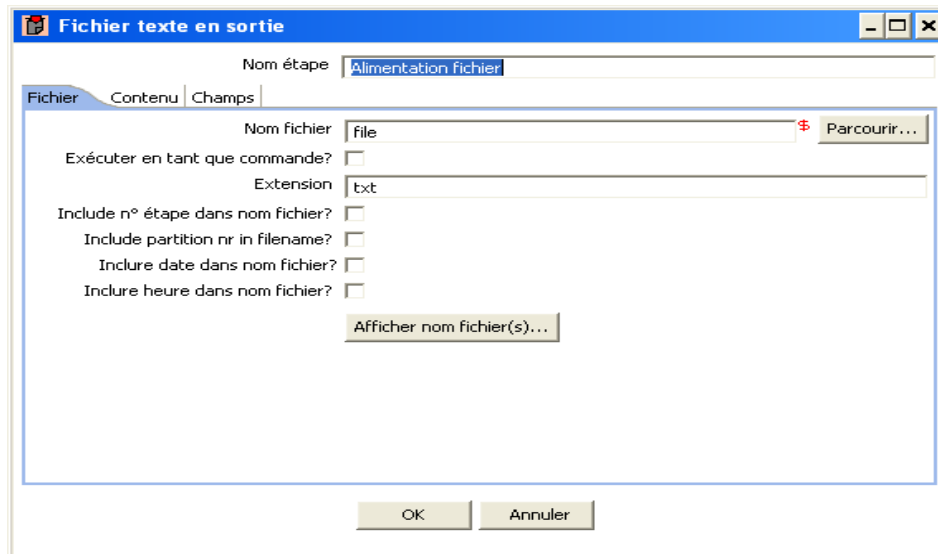 Fichier texte en sortie
Nom étape Alimentation fichier
Fichier Contenu Champs
Nom fichier file $ Parcourir...
Exécuter en tant que commande?
Extension txt
Include n° étape dans nom fichier?
Include partition nr in filename?
Inclure date dans nom fichier?
Inclure heure dans nom fichier?
Afficher nom fichier(s)...
OK Annuler